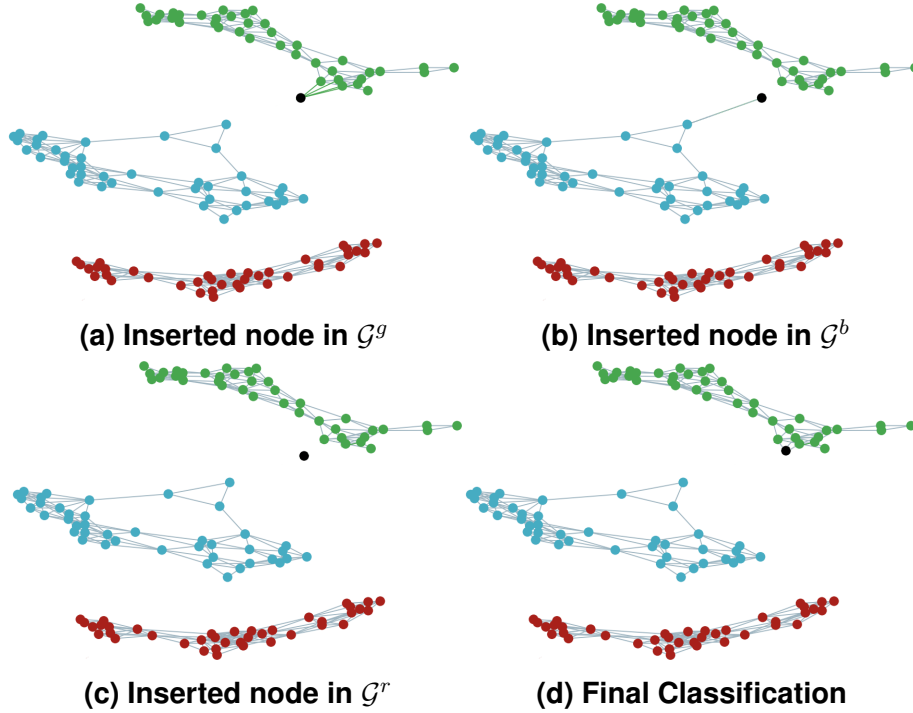 (a) Inserted node in 𝒢^g
(b) Inserted node in 𝒢^b
(c) Inserted node in 𝒢^r
(d) Final Classification